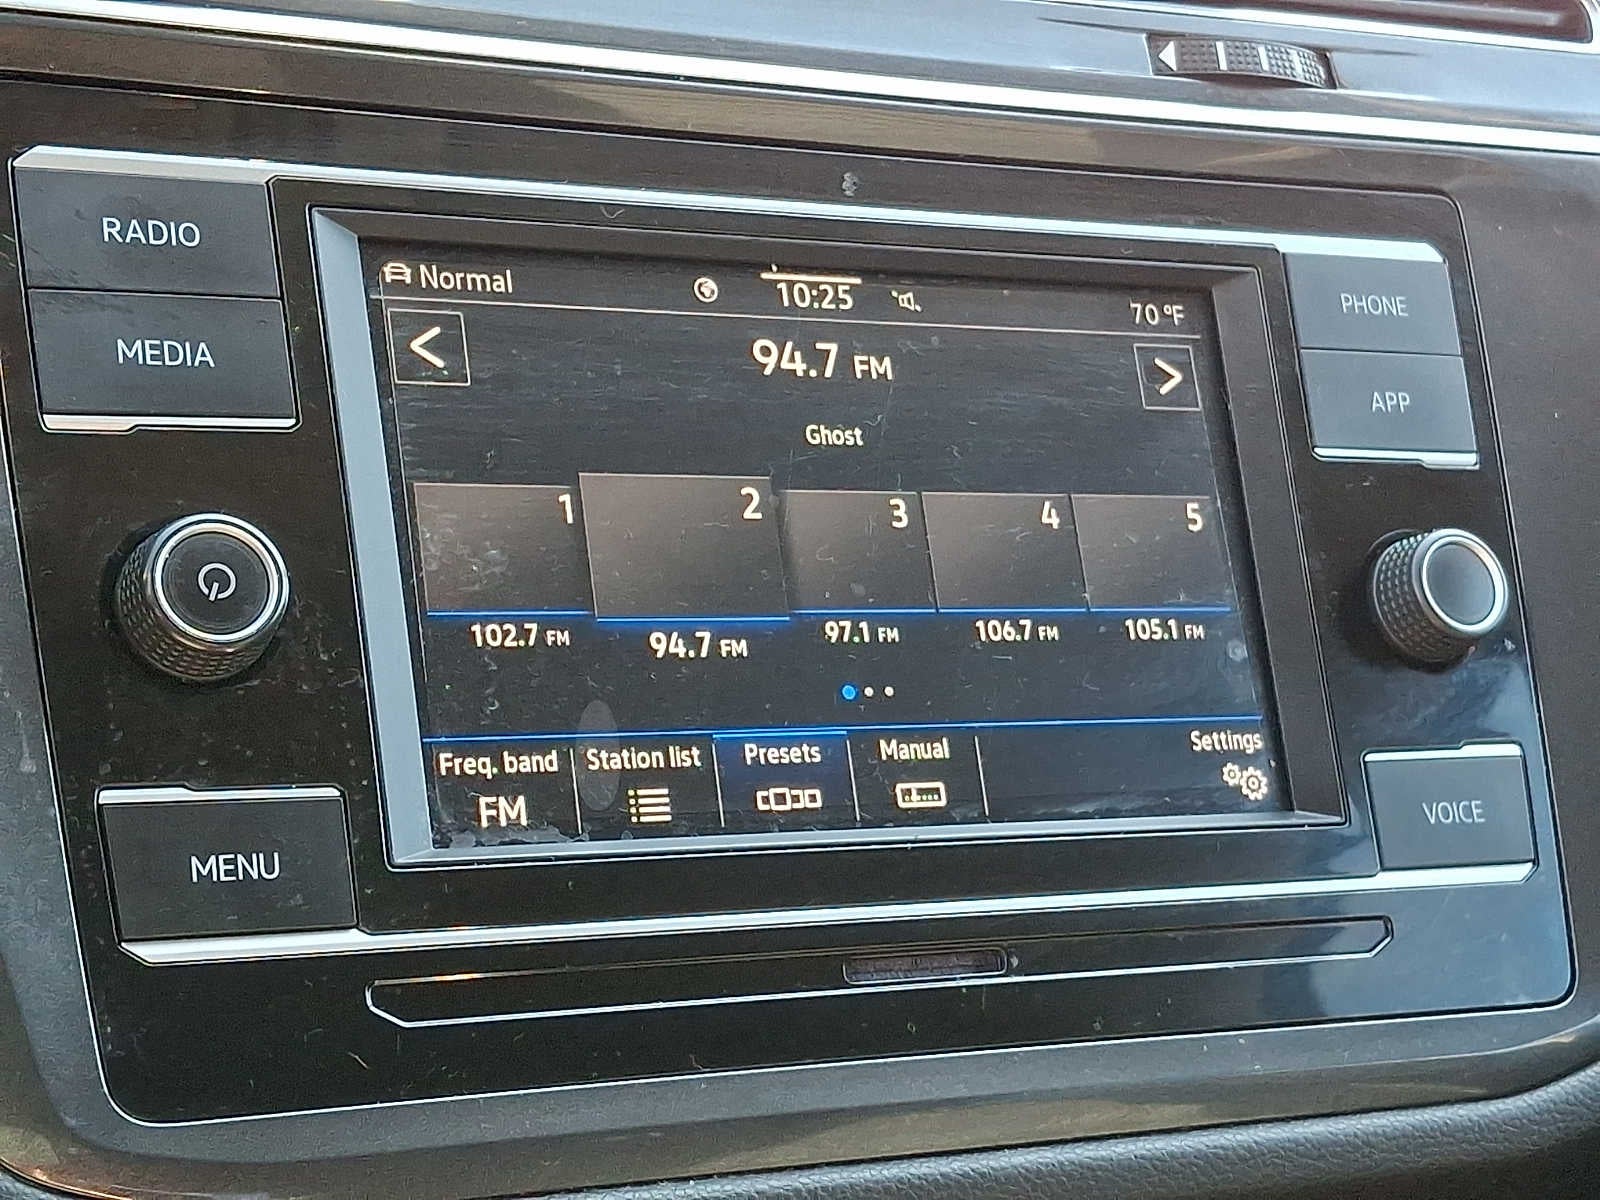 RADIO
MEDIA
MENU
Normal
10:25
70 °F
<
94.7 FM
>
Ghost
1
2
3
4
5
102.7 FM
94.7 FM
97.1 FM
106.7 FM
105.1 FM
Freq. band
FM
Station list
Presets
Manual
Settings
PHONE
APP
VOICE